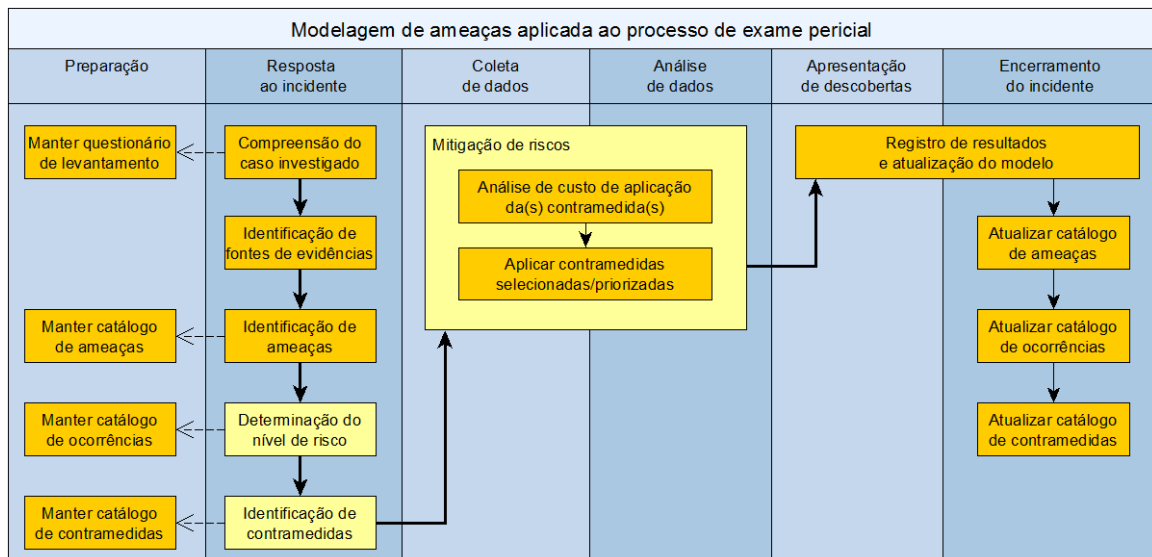 Modelagem de ameaças aplicada ao processo de exame pericial
Preparação
Resposta
ao incidente
Coleta
de dados
Análise
de dados
Apresentação
de descobertas
Encerramento
do incidente
Manter questionário
de levantamento
Compreensão do
caso investigado
Identificação de
fontes de evidências
Manter catálogo
de ameaças
Identificação de
ameaças
Manter catálogo
de ocorrências
Determinação do
nível de risco
Manter catálogo
de contramedidas
Identificação de
contramedidas
Mitigação de riscos
Análise de custo de aplicação
da(s) contramedida(s)
Aplicar contramedidas
selecionadas/priorizadas
Registro de resultados
e atualização do modelo
Atualizar catálogo
de ameaças
Atualizar catálogo
de ocorrências
Atualizar catálogo
de contramedidas